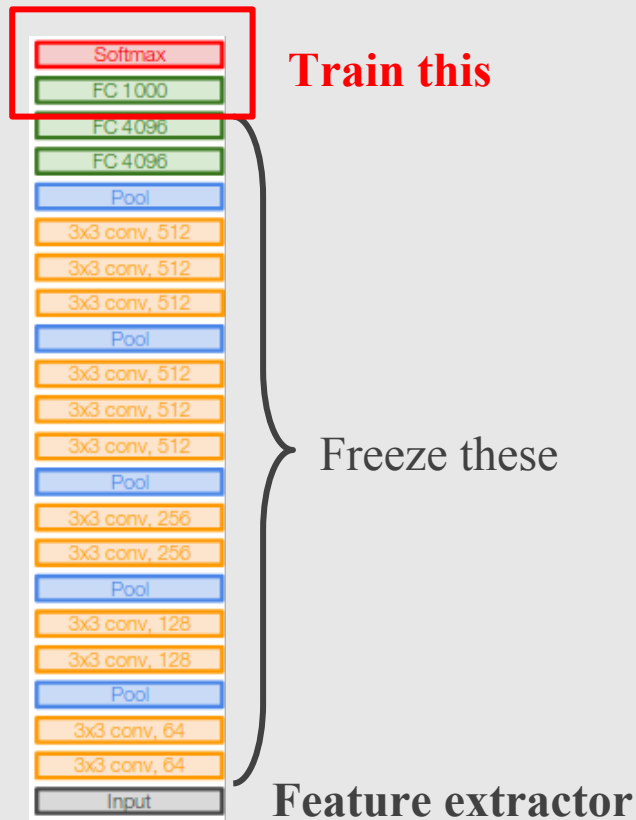 Softmax
Train this
FC 1000
FC 4096
FC 4096
Pool
3x3 conv, 512
3x3 conv, 512
3x3 conv, 512
Pool
3x3 conv, 512
3x3 conv, 512
3x3 conv, 512
Freeze these
Pool
3x3 conv, 256
3x3 conv, 256
Pool
3x3 conv, 128
3x3 conv, 128
Pool
3x3 conv, 64
3x3 conv, 64
Input
Feature extractor